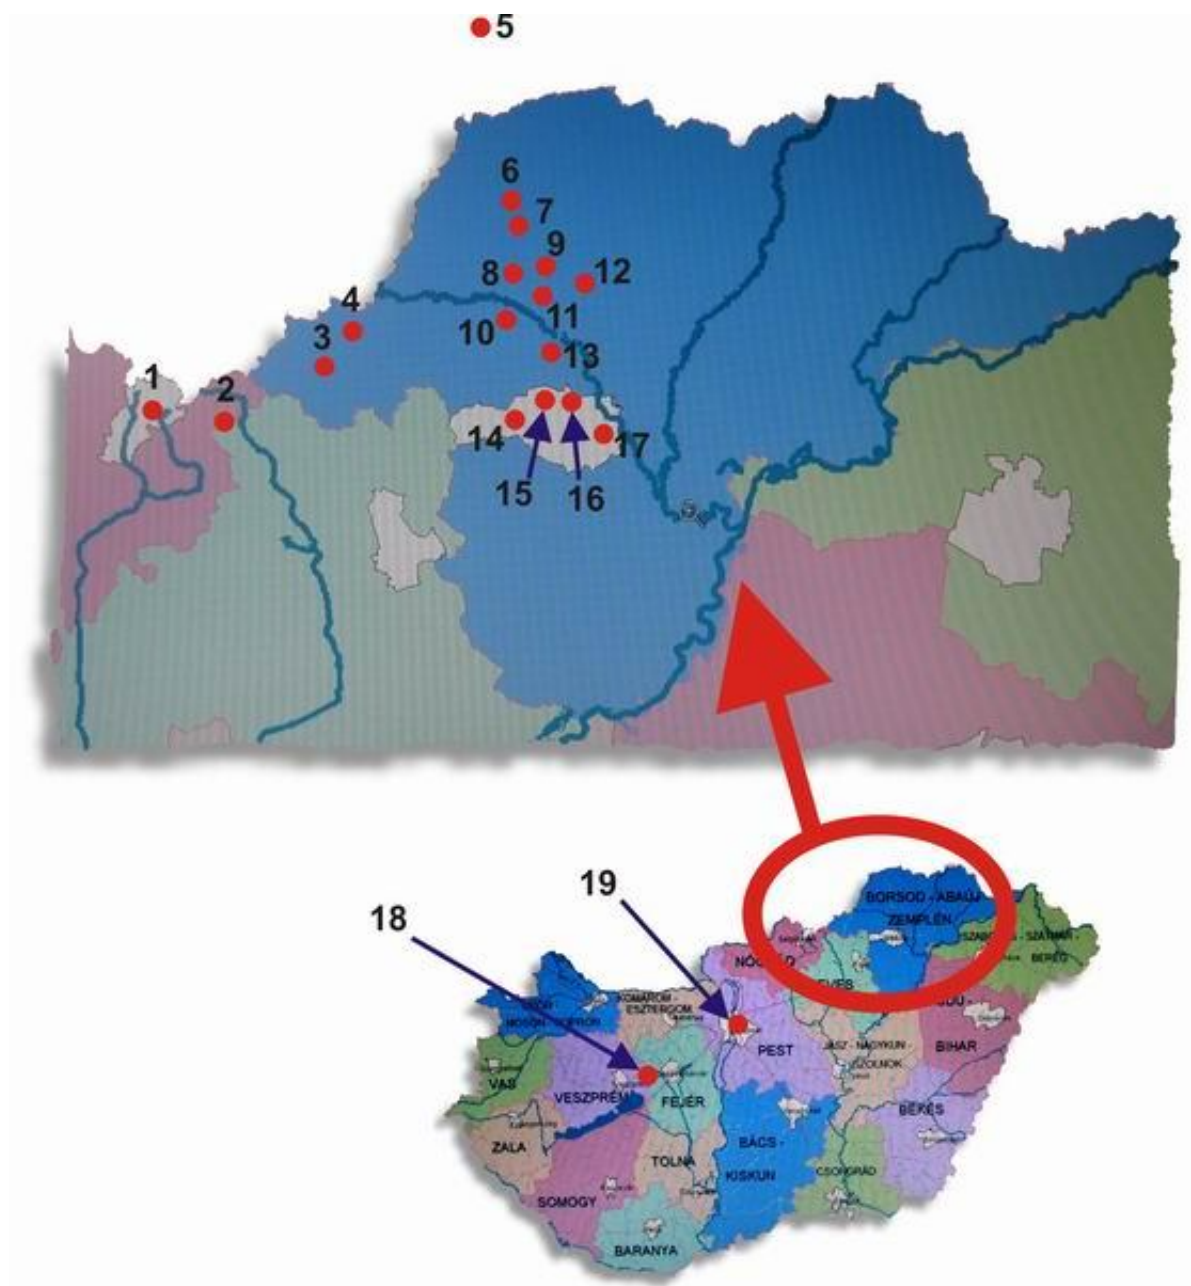 5
6
7
9
8
12
4
11
3
10
13
1
2
14
17
15
16
19
18
BORSOD - ABAÚJ
ZEMPLÉN
SZABOLCS - SZATMÁR -
BEREG
NÓGRÁD
HEVES
KOMÁROM -
ESZTERGOM
MOSON - SOPRON
PEST
JÁSZ - NAGYKUN -
SZOLNOK
BIHAR
VAS
VESZPRÉM
FEJÉR
BÉKÉS
ZALA
TOLNA
BÁCS -
KISKUN
CSONGRÁD
SOMOGY
BARANYA